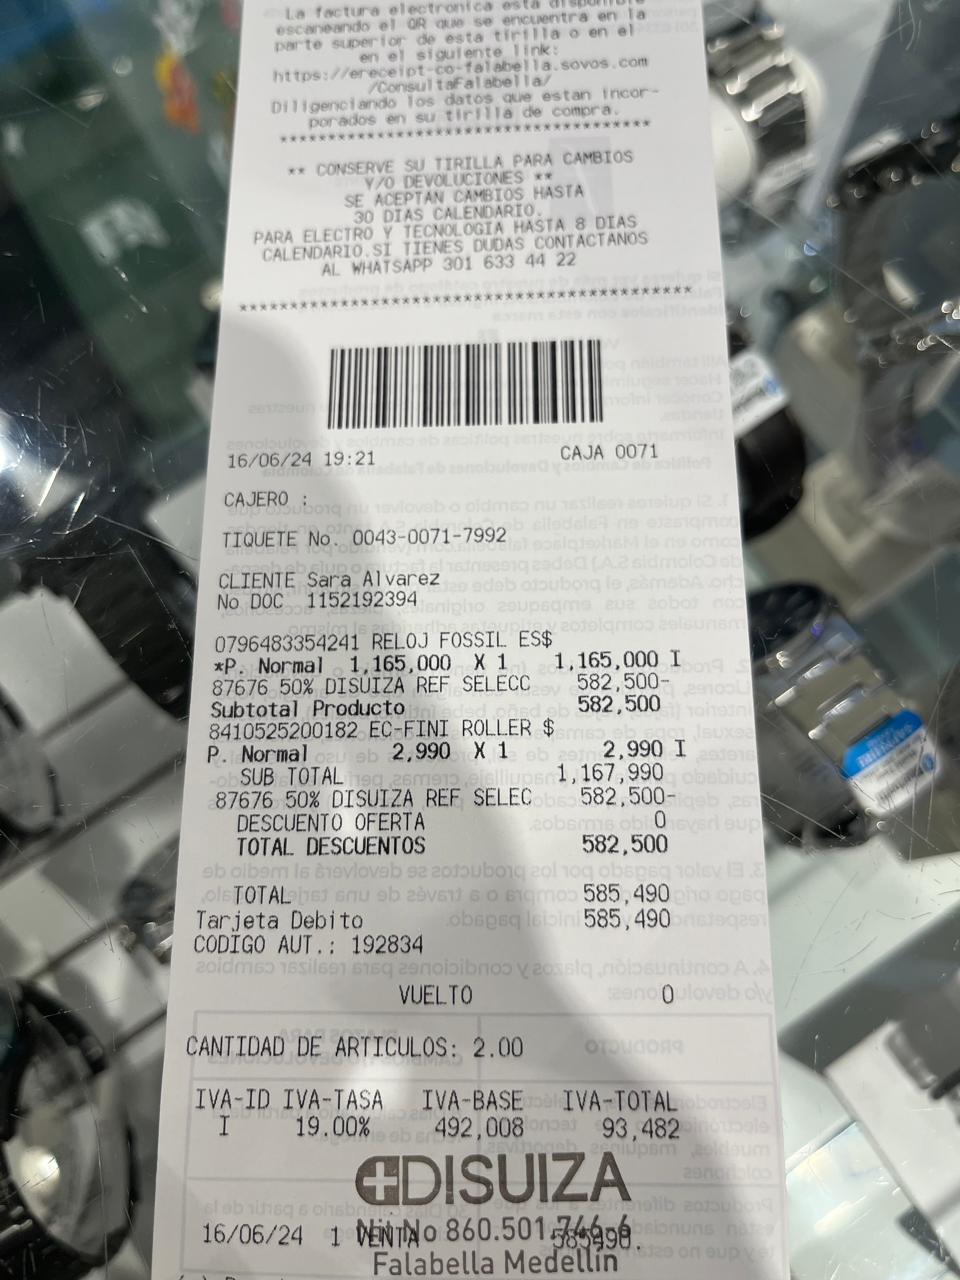 La factura electronica esta disponible
escaneando el QR que se encuentra en la
parte superior de esta tirilla o en el
en el siguiente link:
https://ereceipt-co-falabella.sovos.com
/ConsultaFalabella/
Diligenciando los datos que estan incor-
porados en su tirilla de compra.
****************************************
** CONSERVE SU TIRILLA PARA CAMBIOS
Y/O DEVOLUCIONES **
SE ACEPTAN CAMBIOS HASTA
30 DIAS CALENDARIO.
PARA ELECTRO Y TECNOLOGIA HASTA 8 DIAS
CALENDARIO.SI TIENES DUDAS CONTACTANOS
AL WHATSAPP 301 633 44 22
************************************************
16/06/24 19:21 CAJA 0071
CAJERO :
TIQUETE No. 0043-0071-7992
CLIENTE Sara Alvarez
No DOC 1152192394
0796483354241 RELOJ FOSSIL ES$
*P. Normal 1,165,000 X 1 1,165,000 I
87676 50% DISUIZA REF SELECC 582,500-
Subtotal Producto 582,500
8410525200182 EC-FINI ROLLER $
P. Normal 2,990 X 1 2,990 I
SUB TOTAL 1,167,990
87676 50% DISUIZA REF SELEC 582,500-
DESCUENTO OFERTA 0
TOTAL DESCUENTOS 582,500
TOTAL 585,490
Tarjeta Debito 585,490
CODIGO AUT.: 192834
VUELTO 0
CANTIDAD DE ARTICULOS: 2.00
IVA-ID IVA-TASA IVA-BASE IVA-TOTAL
I 19.00% 492,008 93,482
DISUIZA
16/06/24 1 VENTA 585490.
Nit No 860.501.746-6
Falabella Medellin